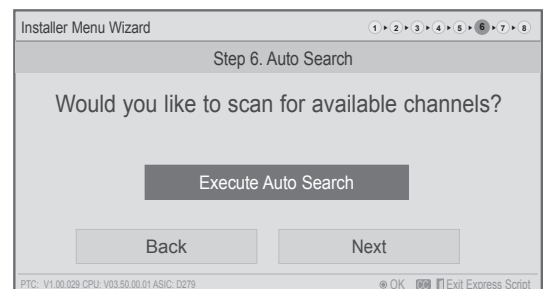 Installer Menu Wizard 1 2 3 4 5 6 7 8
Step 6. Auto Search
Would you like to scan for available channels?
Execute Auto Search
Back Next
PTC: V1.00.029 CPU: V03.50.00.01 ASIC: D279 OK CC Exit Express Script